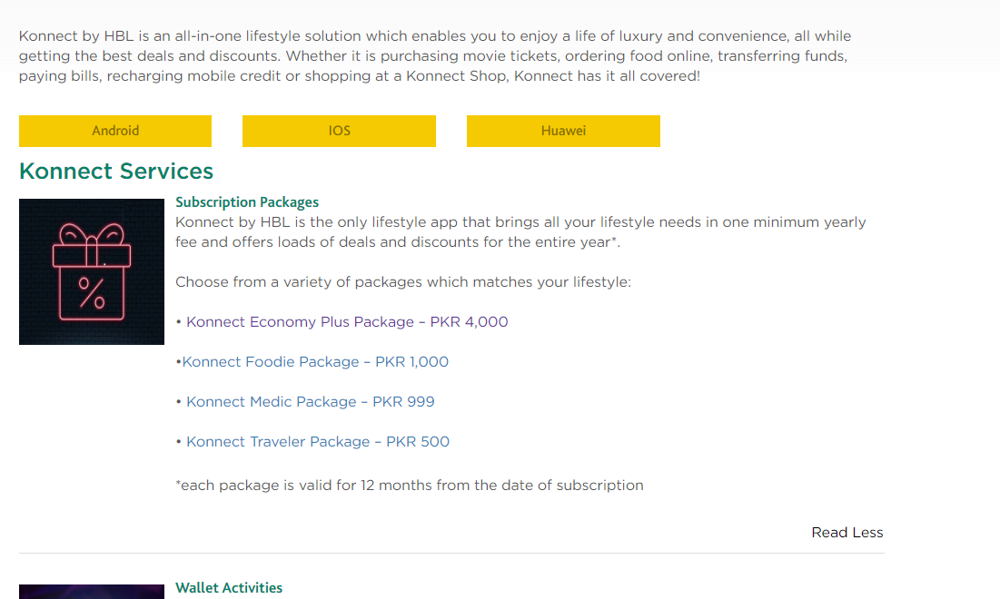 Konnect by HBL is an all-in-one lifestyle solution which enables you to enjoy a life of luxury and convenience, all while
getting the best deals and discounts. Whether it is purchasing movie tickets, ordering food online, transferring funds,
paying bills, recharging mobile credit or shopping at a Konnect Shop, Konnect has it all covered!
Android
IOS
Huawei
Konnect Services
Subscription Packages
Konnect by HBL is the only lifestyle app that brings all your lifestyle needs in one minimum yearly
fee and offers loads of deals and discounts for the entire year*.
Choose from a variety of packages which matches your lifestyle:
• Konnect Economy Plus Package – PKR 4,000
•Konnect Foodie Package – PKR 1,000
• Konnect Medic Package – PKR 999
• Konnect Traveler Package – PKR 500
*each package is valid for 12 months from the date of subscription
Read Less
Wallet Activities